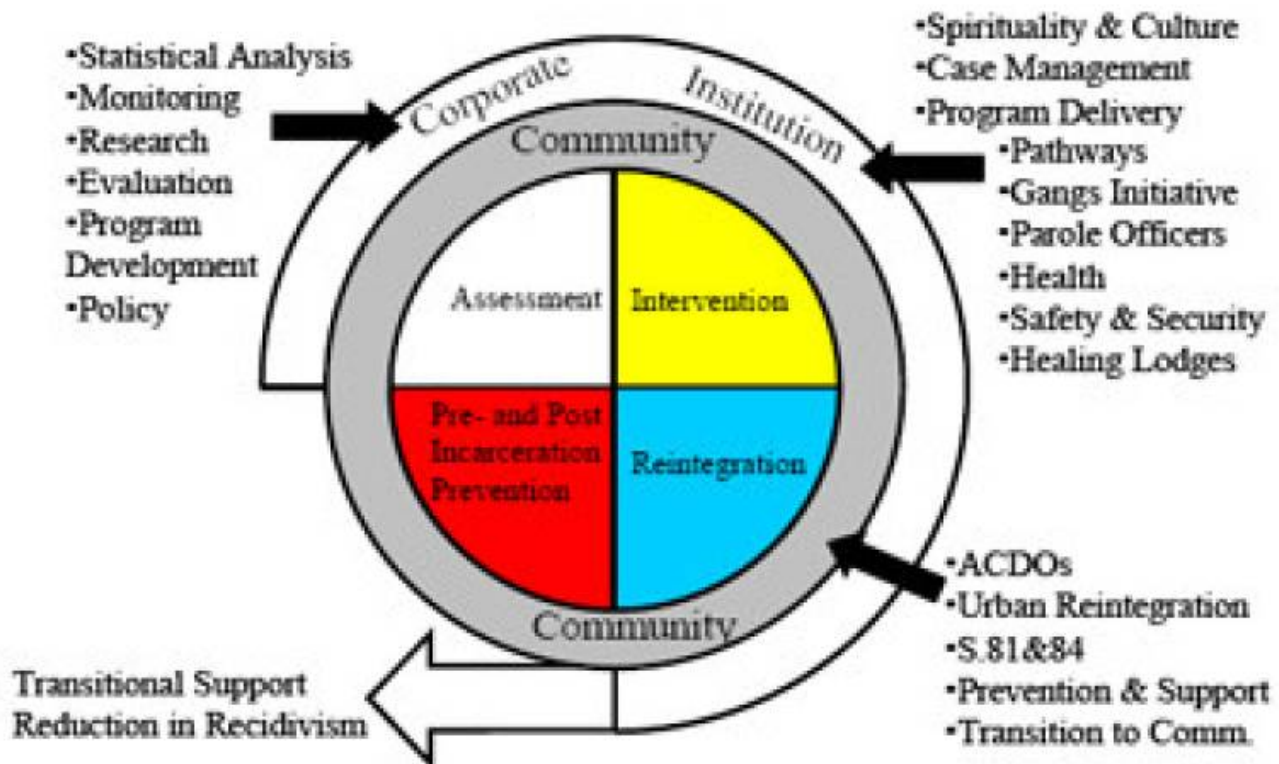 •Statistical Analysis
•Monitoring
•Research
•Evaluation
•Program
Development
•Policy
Corporate
Institution
•Spirituality & Culture
•Case Management
•Program Delivery
•Pathways
•Gangs Initiative
•Parole Officers
•Health
•Safety & Security
•Healing Lodges
Community
Assessment
Intervention
Pre- and Post
Incarceration
Prevention
Reintegration
Community
•ACDOs
•Urban Reintegration
•S.81&84
•Prevention & Support
•Transition to Comm.
Transitional Support
Reduction in Recidivism